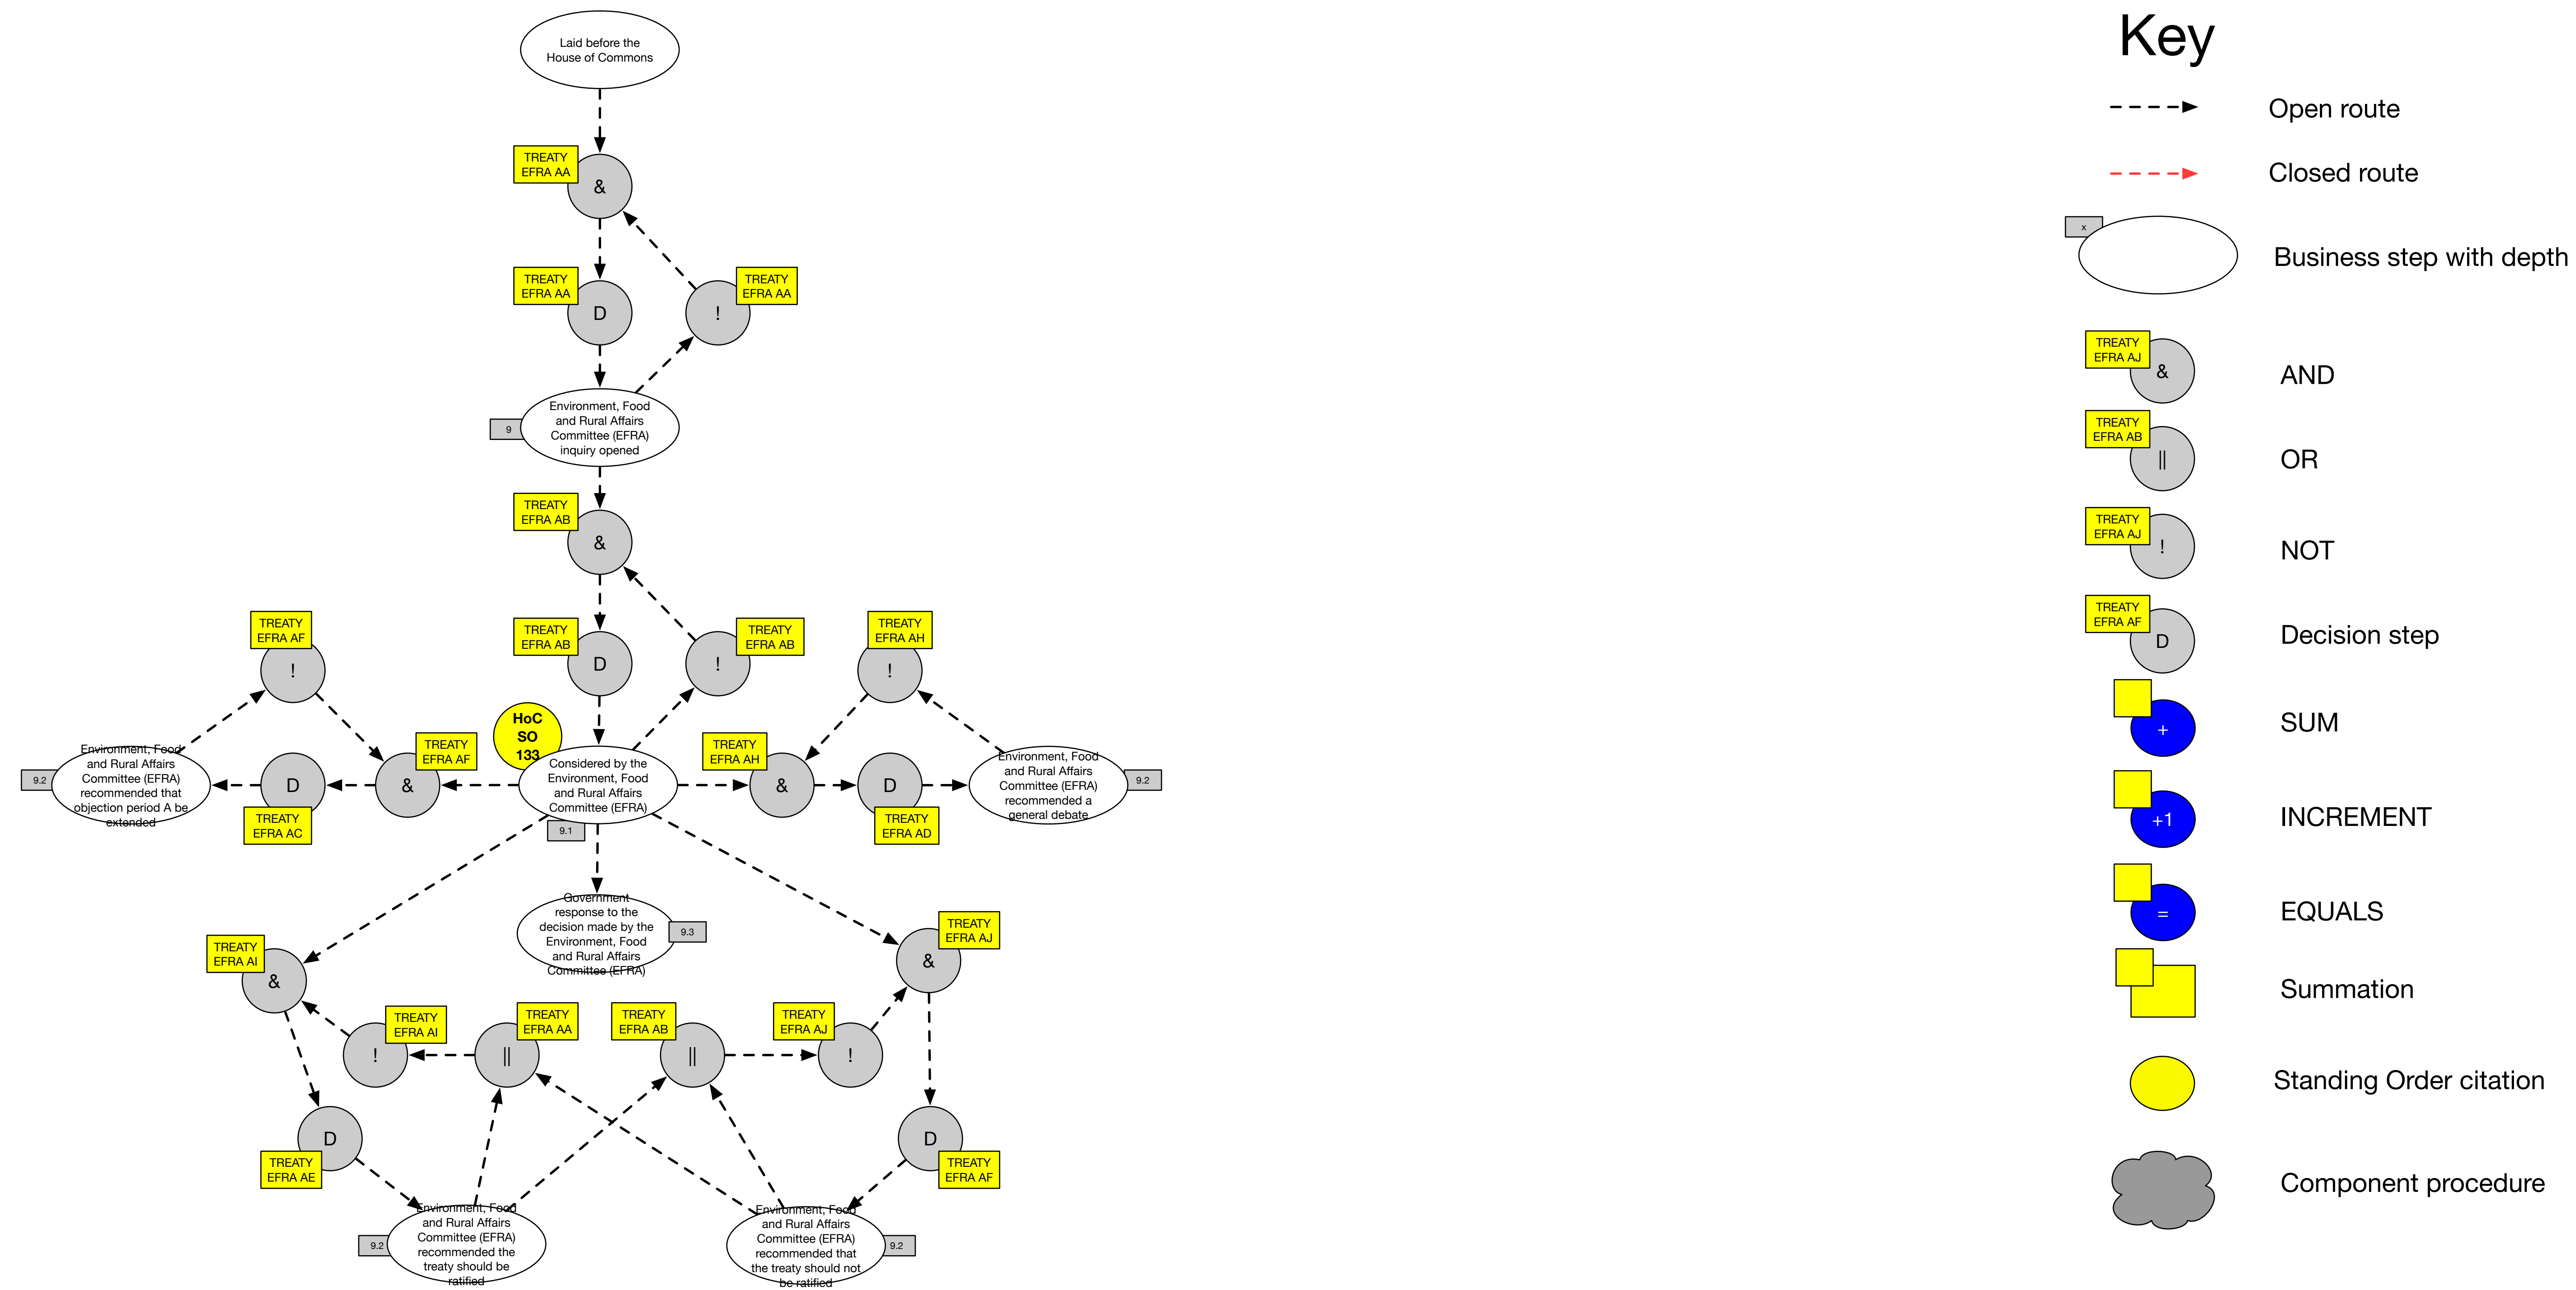 Laid before the
House of Commons
TREATY
EFRA AA
&
TREATY
EFRA AA
D
TREATY
EFRA AA
!
9
Environment, Food
and Rural Affairs
Committee (EFRA)
inquiry opened
TREATY
EFRA AB
&
TREATY
EFRA AB
D
TREATY
EFRA AB
!
TREATY
EFRA AF
!
TREATY
EFRA AH
!
9.2
Environment, Food
and Rural Affairs
Committee (EFRA)
recommended that
objection period A be
extended
D
TREATY
EFRA AC
TREATY
EFRA AF
&
HoC
SO
133
Considered by the
Environment, Food
and Rural Affairs
Committee (EFRA)
9.1
TREATY
EFRA AH
&
D
TREATY
EFRA AD
Environment, Food
and Rural Affairs
Committee (EFRA)
recommended a
general debate
9.2
Government
response to the
decision made by the
Environment, Food
and Rural Affairs
Committee (EFRA)
9.3
TREATY
EFRA AI
&
TREATY
EFRA AJ
&
TREATY
EFRA AI
!
TREATY
EFRA AA
||
TREATY
EFRA AB
||
TREATY
EFRA AJ
!
D
TREATY
EFRA AE
D
TREATY
EFRA AF
9.2
Environment, Food
and Rural Affairs
Committee (EFRA)
recommended the
treaty should be
ratified
Environment, Food
and Rural Affairs
Committee (EFRA)
recommended that
the treaty should not
be ratified
9.2
Key
Open route
Closed route
x
Business step with depth
TREATY
EFRA AJ
&
AND
TREATY
EFRA AB
||
OR
TREATY
EFRA AJ
!
NOT
TREATY
EFRA AF
D
Decision step
+
SUM
+1
INCREMENT
=
EQUALS
Summation
Standing Order citation
Component procedure